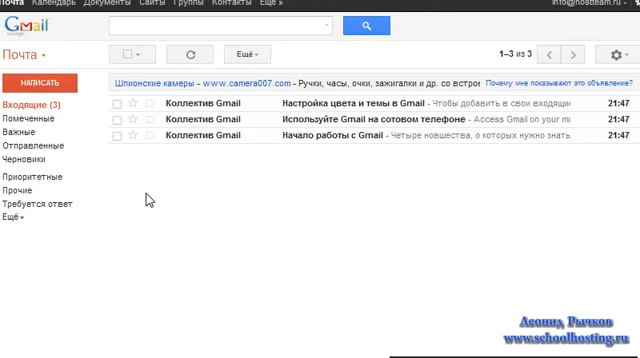 Почта Календарь Документы Сайты Группы Контакты Ещё »
Gmail
Почта
Ещё
1–3 из 3
НАПИСАТЬ
Шпионские камеры - www.camera007.com - Ручки, часы, очки, зажигалки и др. со встрое
Почему мне показывают это объявление?
Входящие (3)
Помеченные
Важные
Отправленные
Черновики
Приоритетные
Прочие
Требуется ответ
Ещё
Коллектив Gmail Настройка цвета и темы в Gmail - Чтобы добавить в свои входящие 21:47
Коллектив Gmail Используйте Gmail на сотовом телефоне - Access Gmail on your mo 21:47
Коллектив Gmail Начало работы с Gmail - Четыре новшества, о которых нужно знать 21:47
Леонид Рычков
www.schoolhosting.ru